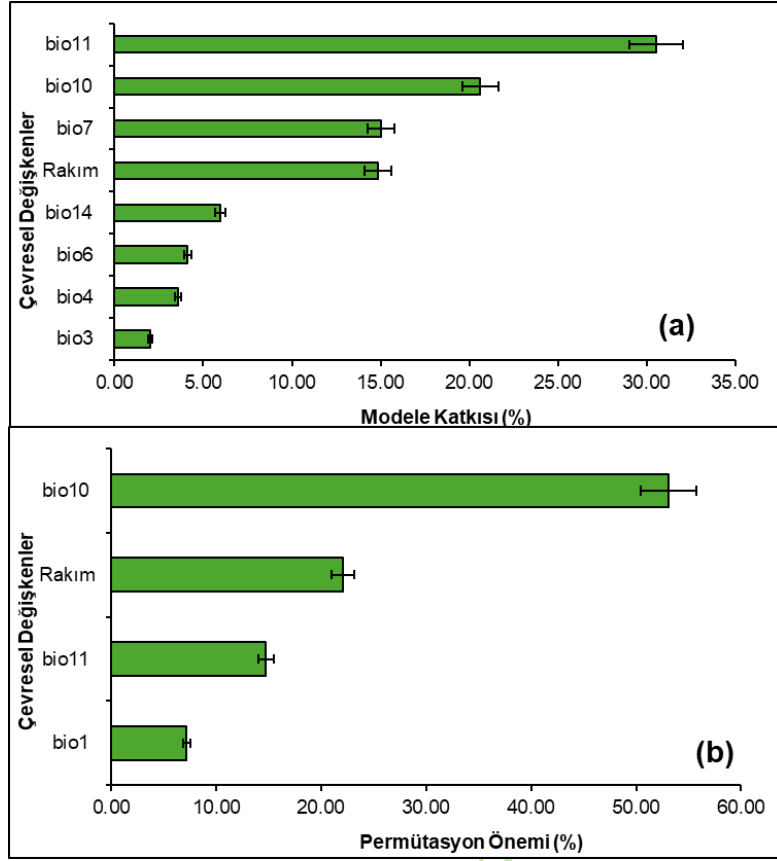 Çevresel Değişkenler
bio11
bio10
bio7
Rakım
bio14
bio6
bio4
bio3
(a)
0.00 5.00 10.00 15.00 20.00 25.00 30.00 35.00
Modele Katkısı (%)
Çevresel Değişkenler
bio10
Rakım
bio11
bio1
(b)
0.00 10.00 20.00 30.00 40.00 50.00 60.00
Permütasyon Önemi (%)